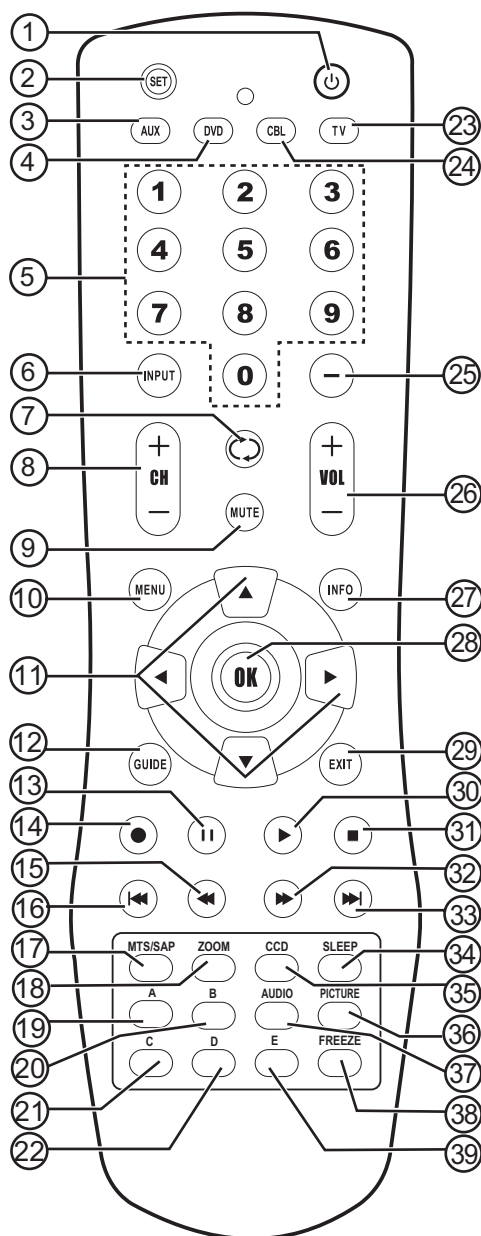 1
2 SET
3 AUX DVD CBL TV 23
4 24
1 2 3
4 5 6
5
7 8 9
6 INPUT 0 − 25
7
8 + CH − + VOL − 26
9 MUTE
10 MENU INFO 27
11 OK 28
12 GUIDE EXIT 29
13 30
14 31
15 32
16 33
17 MTS/SAP ZOOM CCD SLEEP 34
18 35
19 A B AUDIO PICTURE 36
20 37
21 C D E FREEZE 38
22 39